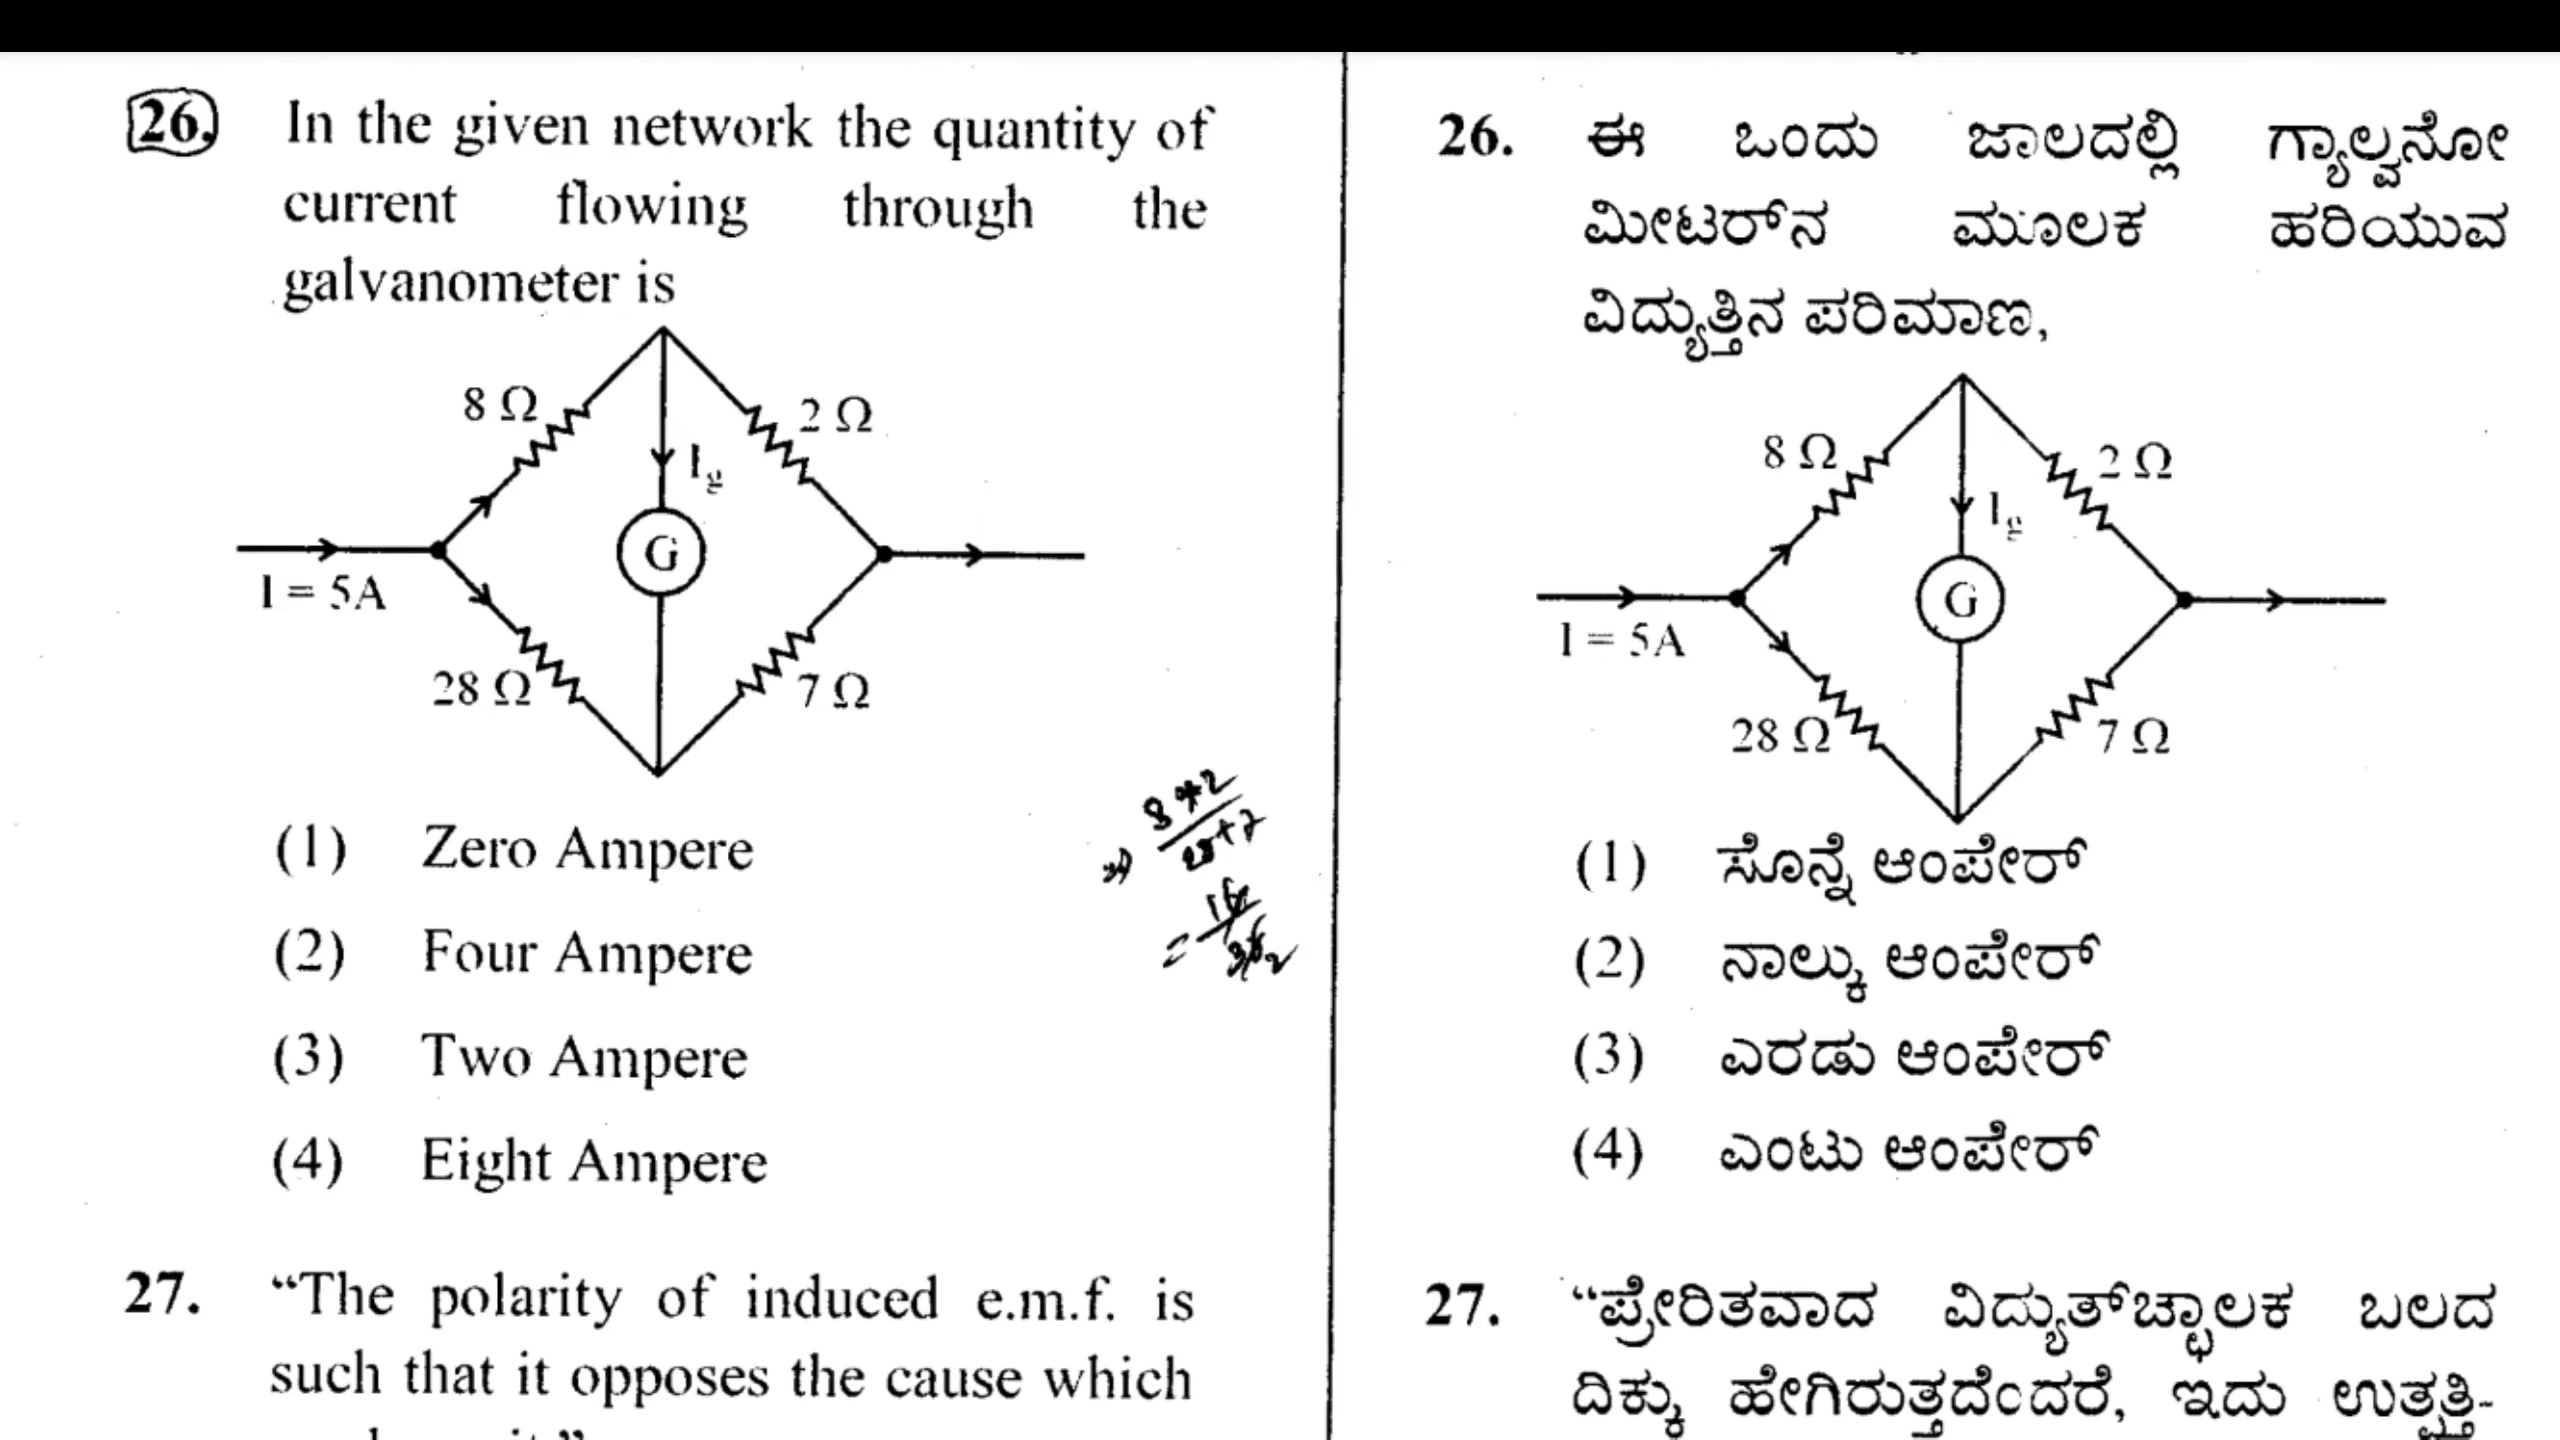 26. In the given network the quantity of
current flowing through the
galvanometer is
8 Ω
2 Ω
Ig
G
I = 5A
28 Ω
7 Ω
(1) Zero Ampere
(2) Four Ampere
(3) Two Ampere
(4) Eight Ampere
27. “The polarity of induced e.m.f. is
such that it opposes the cause which
26. ಈ ಒಂದು ಜಾಲದಲ್ಲಿ ಗ್ಯಾಲ್ವನೋ
ಮೀಟರ್‌ನ ಮೂಲಕ ಹರಿಯುವ
ವಿದ್ಯುತ್ತಿನ ಪರಿಮಾಣ,
8 Ω
2 Ω
Ig
G
I = 5A
28 Ω
7 Ω
(1) ಸೊನ್ನೆ ಆಂಪೇರ್
(2) ನಾಲ್ಕು ಆಂಪೇರ್
(3) ಎರಡು ಆಂಪೇರ್
(4) ಎಂಟು ಆಂಪೇರ್
27. “ಪ್ರೇರಿತವಾದ ವಿದ್ಯುತ್‌ಚ್ಛಾಲಕ ಬಲದ
ದಿಕ್ಕು ಹೇಗಿರುತ್ತದೆಂದರೆ, ಇದು ಉತ್ಪತ್ತಿ-